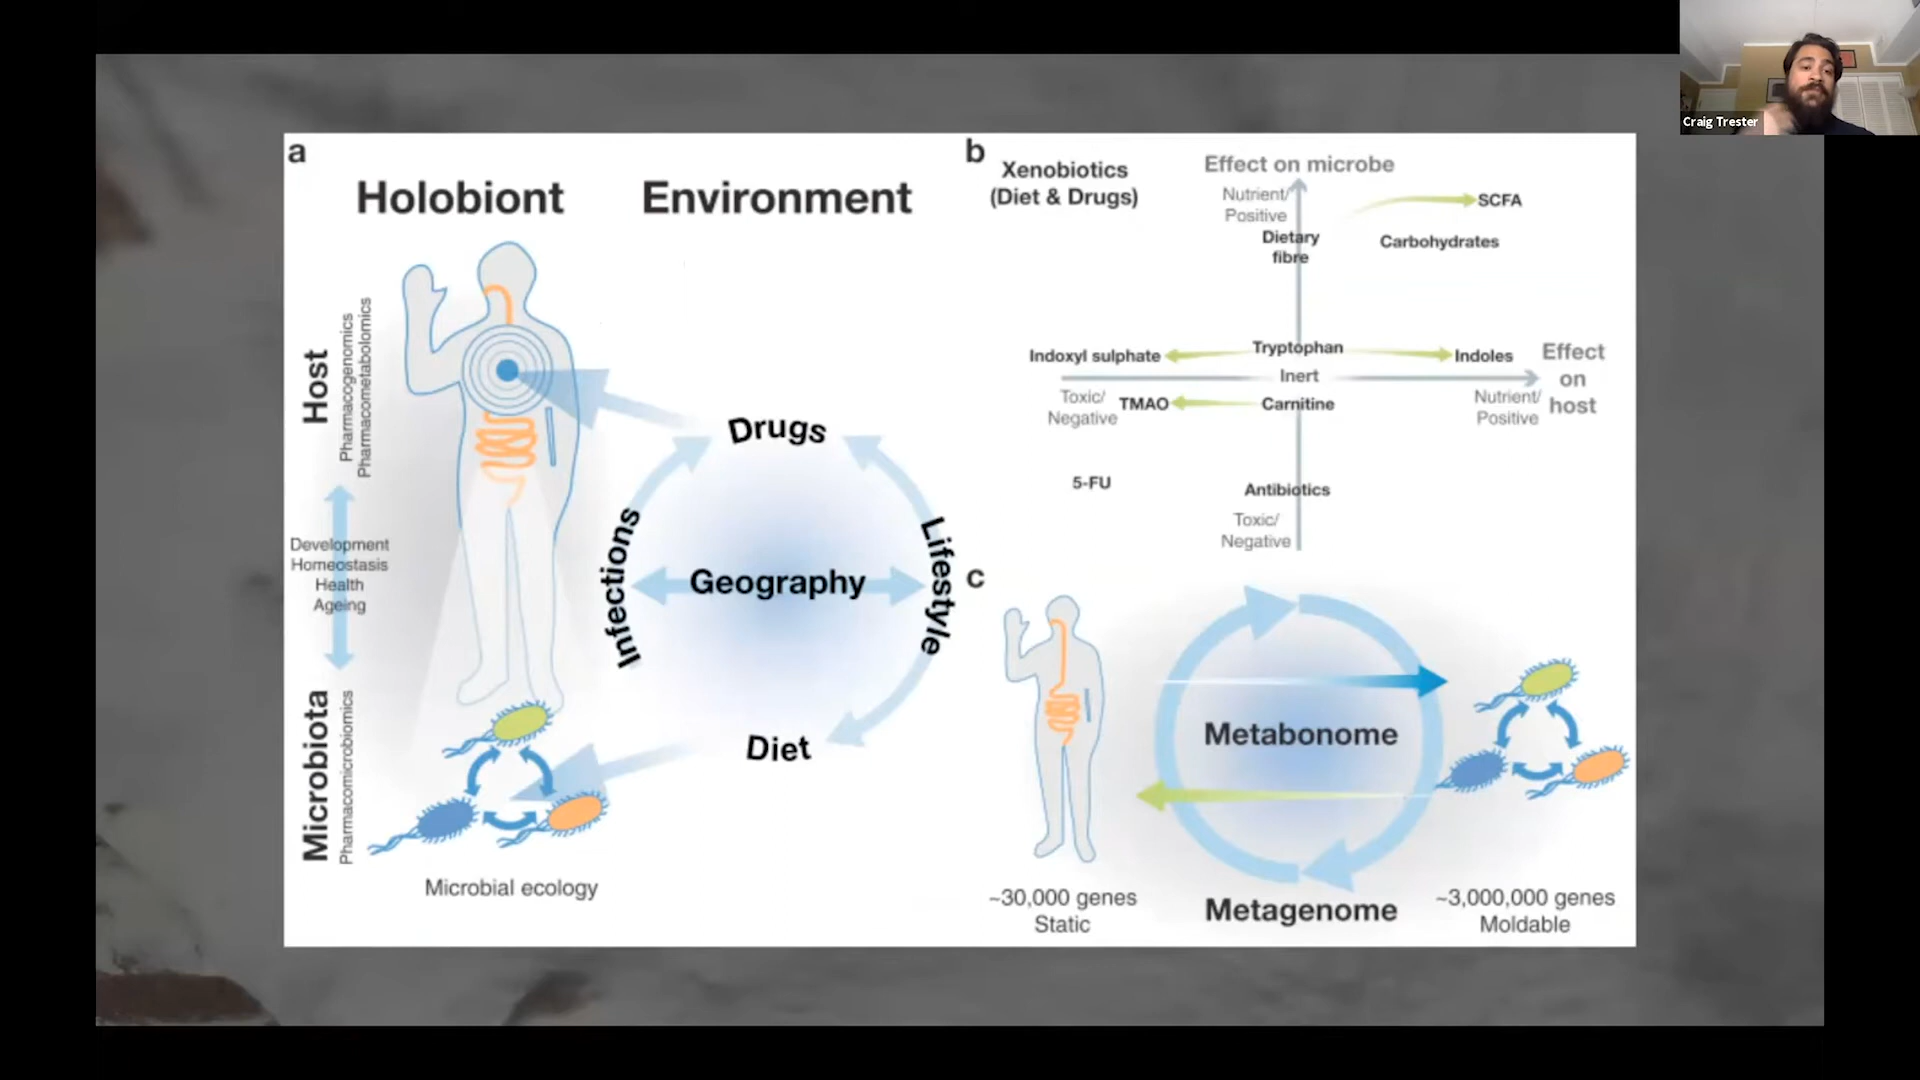 Craig Trester
a
Holobiont
Environment
Host
Pharmacogenomics
Pharmacometabolomics
Development
Homeostasis
Health
Ageing
Microbiota
Pharmacomicrobiomics
Microbial ecology
Drugs
Infections
Geography
Lifestyle
Diet
b
Xenobiotics
(Diet & Drugs)
Effect on microbe
Nutrient/
Positive
Dietary
fibre
SCFA
Carbohydrates
Indoxyl sulphate
Tryptophan
Indoles
Inert
Effect
on
host
Toxic/
Negative
TMAO
Carnitine
Nutrient/
Positive
5-FU
Antibiotics
Toxic/
Negative
c
Metabonome
Metagenome
~30,000 genes
Static
~3,000,000 genes
Moldable